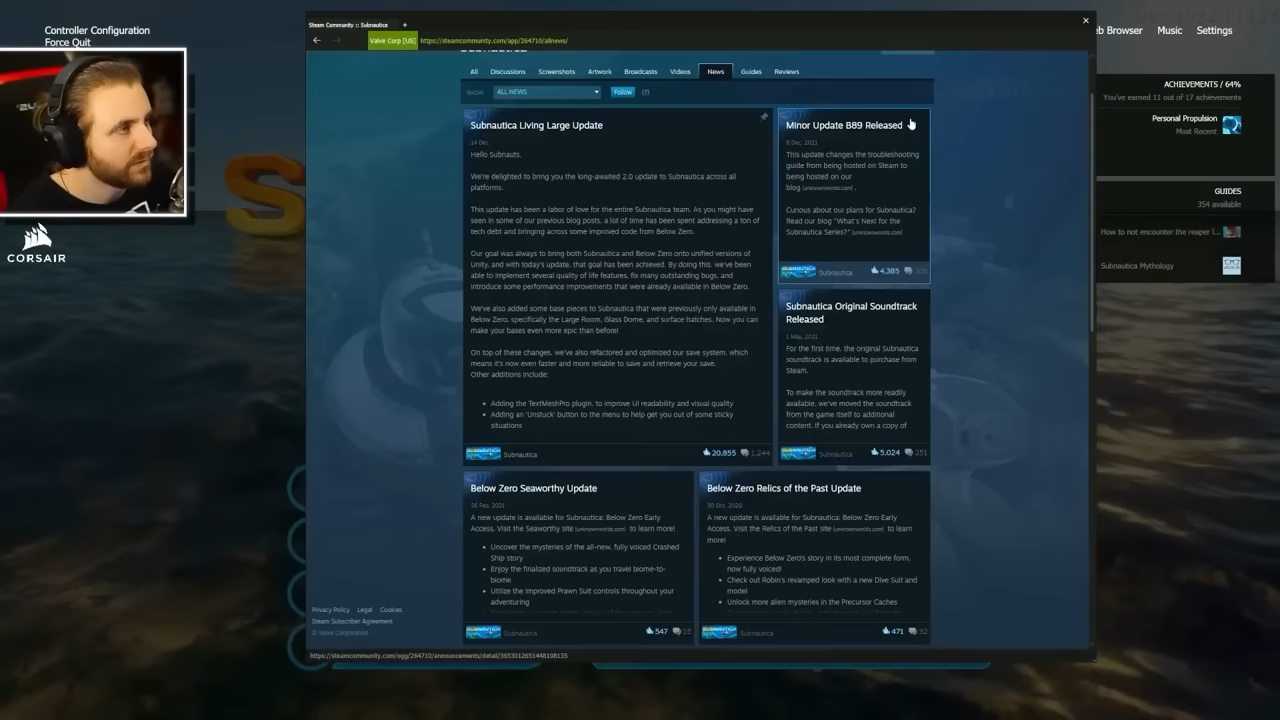 Controller Configuration
Force Quit
Steam Community :: Subnautica
+
Valve Corp [US]
https://steamcommunity.com/app/264710/allnews/
eb Browser
Music
Settings
All
Discussions
Screenshots
Artwork
Broadcasts
Videos
News
Guides
Reviews
SHOW
ALL NEWS
Follow
(?)
Subnautica Living Large Update
14 Dec
Hello Subnauts,
We're delighted to bring you the long-awaited 2.0 update to Subnautica across all
platforms.
This update has been a labor of love for the entire Subnautica team. As you might have
seen in some of our previous blog posts, a lot of time has been spent addressing a ton of
tech debt and bringing across some improved code from Below Zero.
Our goal was always to bring both Subnautica and Below Zero onto unified versions of
Unity, and with today's update, that goal has been achieved. By doing this, we've been
able to implement several quality of life features, fix many outstanding bugs, and
introduce some performance improvements that were already available in Below Zero.
We've also added some base pieces to Subnautica that were previously only available in
Below Zero, specifically the Large Room, Glass Dome, and surface hatches. Now you can
make your bases even more epic than before!
On top of these changes, we've also refactored and optimized our save system, which
means it's now even faster and more reliable to save and retrieve your save.
Other additions include:
• Adding the TextMeshPro plugin, to improve UI readability and visual quality
• Adding an 'Unstuck' button to the menu to help get you out of some sticky
situations
Subnautica
20,855
1,244
Minor Update B89 Released
8 Dec, 2021
This update changes the troubleshooting
guide from being hosted on Steam to
being hosted on our
blog [unknownworlds.com] .
Curious about our plans for Subnautica?
Read our blog "What's Next for the
Subnautica Series?" [unknownworlds.com]
Subnautica
4,385
305
Subnautica Original Soundtrack
Released
1 May, 2021
For the first time, the original Subnautica
soundtrack is available to purchase from
Steam.
To make the soundtrack more readily
available, we've moved the soundtrack
from the game itself to additional
content. If you already own a copy of
Subnautica
5,024
251
Below Zero Seaworthy Update
26 Feb, 2021
A new update is available for Subnautica: Below Zero Early
Access. Visit the Seaworthy site [unknownworlds.com] to learn more!
• Uncover the mysteries of the all-new, fully voiced Crashed
Ship story
• Enjoy the finalized soundtrack as you travel biome-to-
biome
• Utilize the improved Prawn Suit controls throughout your
adventuring
Subnautica
547
Below Zero Relics of the Past Update
30 Oct, 2020
A new update is available for Subnautica: Below Zero Early
Access. Visit the Relics of the Past site [unknownworlds.com] to learn
more!
• Experience Below Zero's story in its most complete form,
now fully voiced!
• Check out Robin's revamped look with a new Dive Suit and
model!
• Unlock more alien mysteries in the Precursor Caches
Subnautica
471
32
ACHIEVEMENTS / 64%
You've earned 11 out of 17 achievements
Personal Propulsion
Most Recent
GUIDES
354 available
How to not encounter the reaper l...
Subnautica Mythology
CORSAIR
S
Privacy Policy
Legal
Cookies
Steam Subscriber Agreement
© Valve Corporation
https://steamcommunity.com/ogg/264710/announcements/detail/3653012651448198135